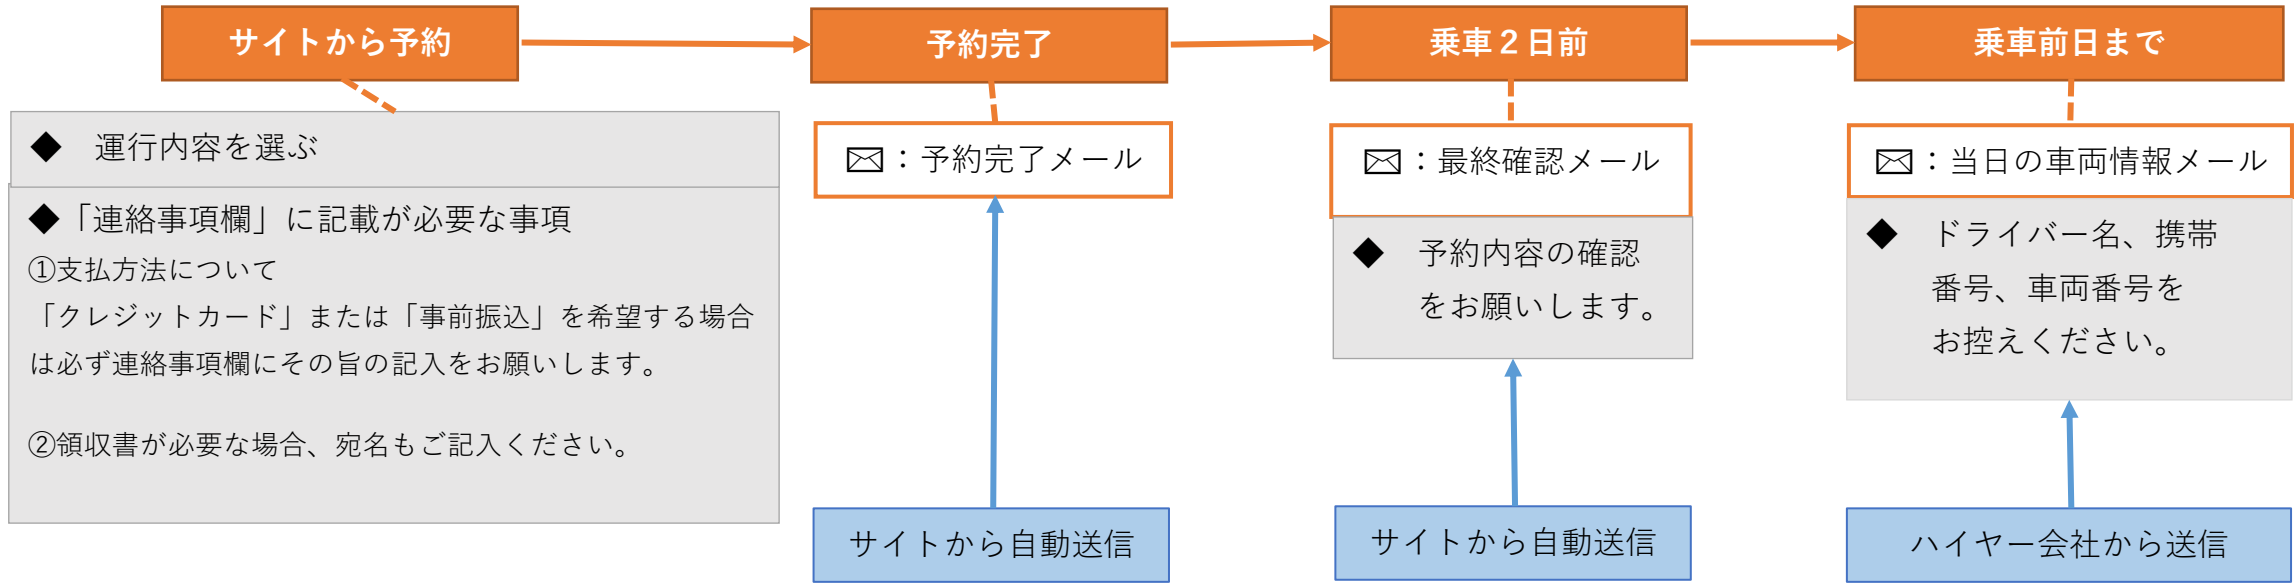 サイトから予約
予約完了
乗車２日前
乗車前日まで
◆ 運行内容を選ぶ
◆「連絡事項欄」に記載が必要な事項
①支払方法について
「クレジットカード」または「事前振込」を希望する場合
は必ず連絡事項欄にその旨の記入をお願いします。
②領収書が必要な場合、宛名もご記入ください。
🖂：予約完了メール
サイトから自動送信
🖂：最終確認メール
◆ 予約内容の確認
をお願いします。
サイトから自動送信
🖂：当日の車両情報メール
◆ ドライバー名、携帯
番号、車両番号を
お控えください。
ハイヤー会社から送信